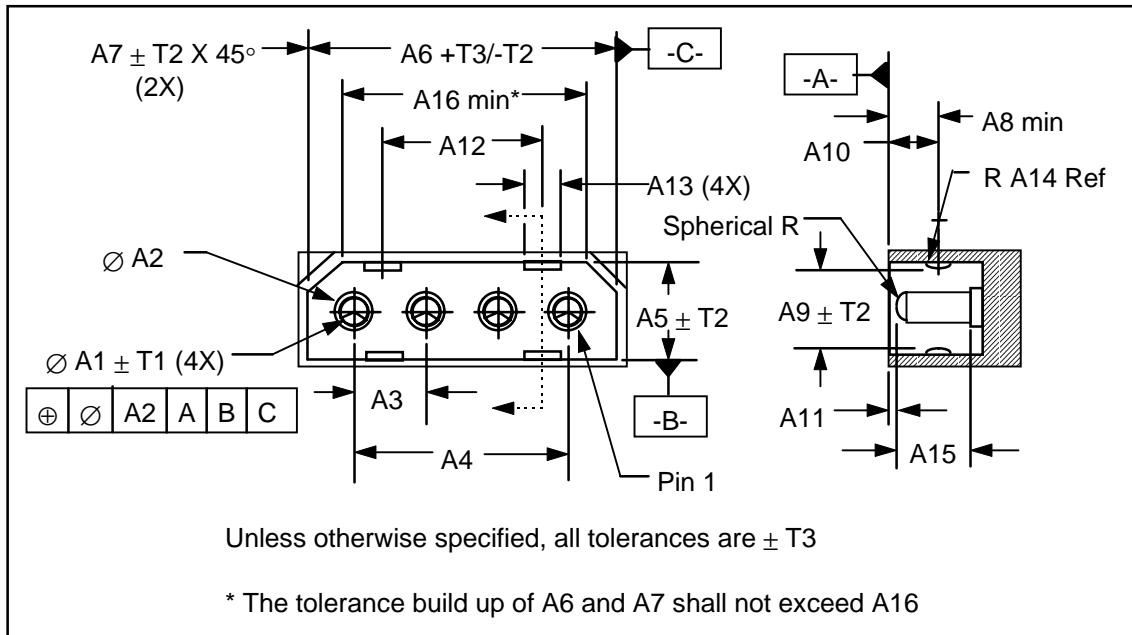 A7 ± T2 X 45°
(2X)
A6 +T3/-T2
-C-
-A-
A16 min*
A8 min
A12
A10
A13 (4X)
R A14 Ref
Spherical R
∅ A2
A5 ± T2
A9 ± T2
∅ A1 ± T1 (4X)
⊕ ∅ A2 A B C
A3
-B-
A11
A4
A15
Pin 1
Unless otherwise specified, all tolerances are ± T3
* The tolerance build up of A6 and A7 shall not exceed A16